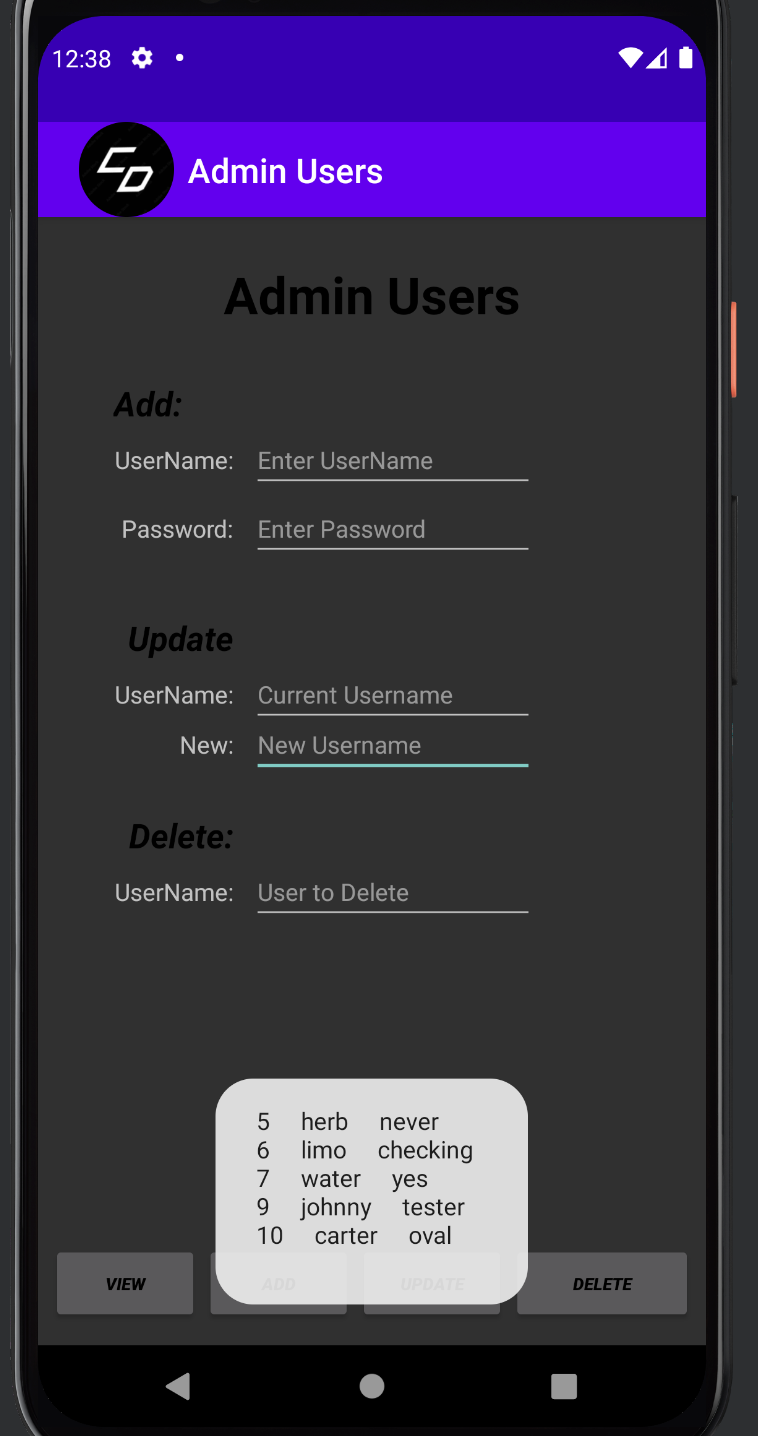 12:38
CD
Admin Users
Admin Users
Add:
UserName: Enter UserName
Password: Enter Password
Update
UserName: Current Username
New: New Username
Delete:
UserName: User to Delete
5 herb never
6 limo checking
7 water yes
9 johnny tester
10 carter oval
VIEW ADD UPDATE DELETE